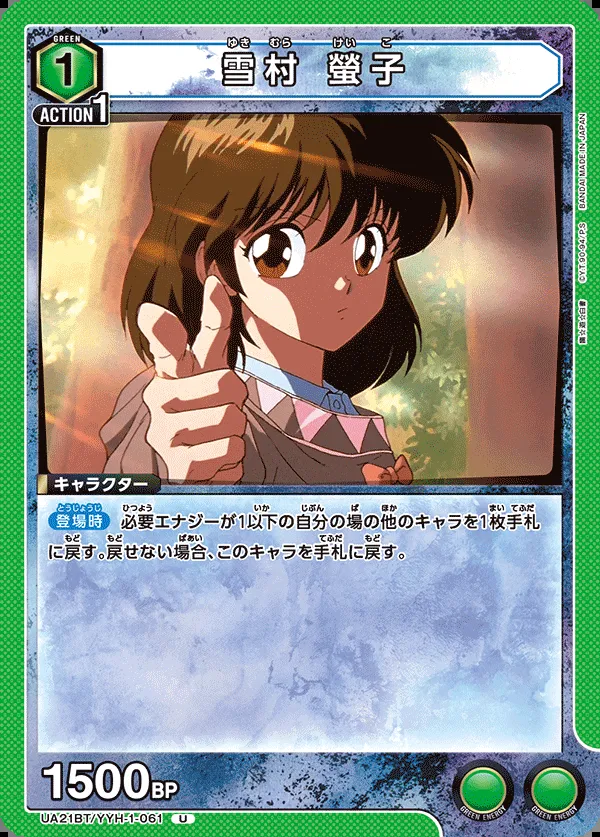 GREEN
1
ACTION 1
ゆきむら けいこ
雪村 螢子
BANDAI MADE IN JAPAN
©Y.T.90-94/P.S
キャラクター
とうじょうじ ひつよう いか じぶん ば ほか まい てふだ
登場時 必要エナジーが1以下の自分の場の他のキャラを1枚手札
もど もど ばあい てふだ もど
に戻す。戻せない場合、このキャラを手札に戻す。
1500BP
GREEN ENERGY
GREEN ENERGY
UA21BT/YYH-1-061 U